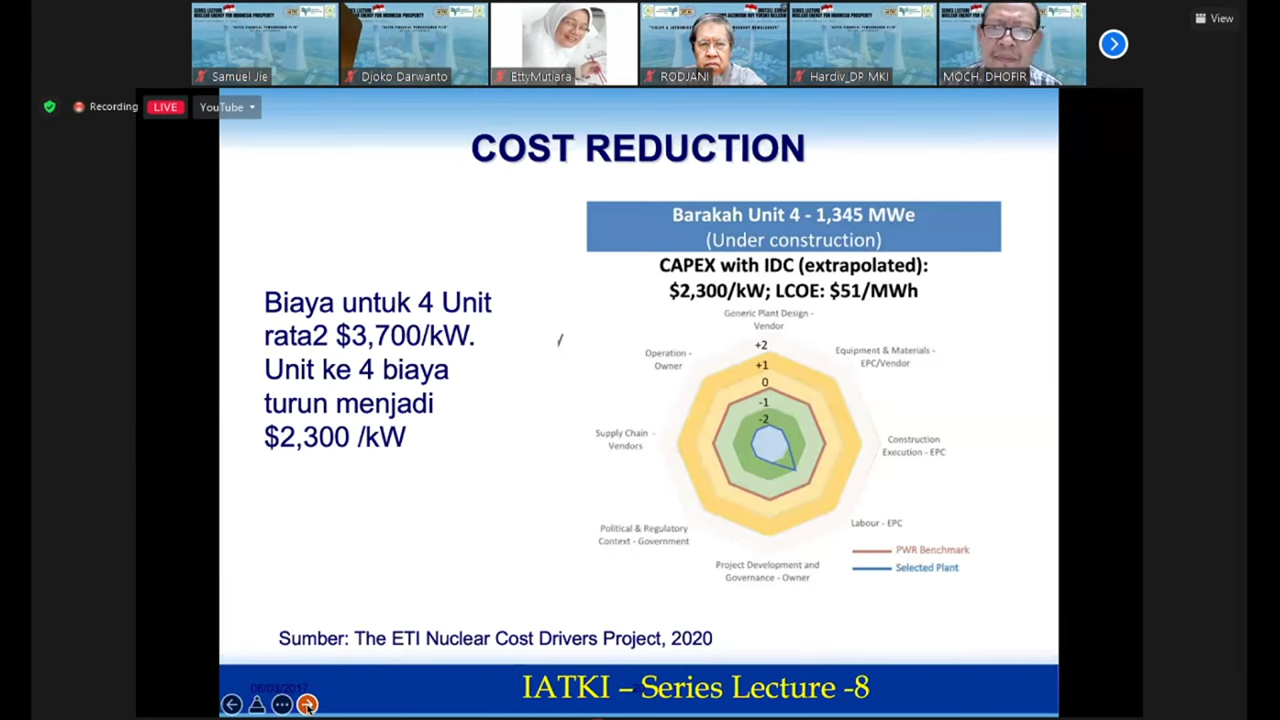 Samuel Jie
Djoko Darwanto
EttyMutiara
RODJANI
Hardiv_DP MKI
MOCH. DHOFIR
View
Recording
LIVE
YouTube
COST REDUCTION
Barakah Unit 4 - 1,345 MWe
(Under construction)
CAPEX with IDC (extrapolated):
$2,300/kW; LCOE: $51/MWh
Biaya untuk 4 Unit
rata2 $3,700/kW.
Unit ke 4 biaya
turun menjadi
$2,300 /kW
Generic Plant Design -
Vendor
Equipment & Materials -
EPC/Vendor
Construction
Execution - EPC
Labour - EPC
Project Development and
Governance - Owner
Political & Regulatory
Context - Government
Supply Chain -
Vendors
Operation -
Owner
+2
+1
0
-1
-2
PWR Benchmark
Selected Plant
Sumber: The ETI Nuclear Cost Drivers Project, 2020
06/03/2017
IATKI – Series Lecture -8